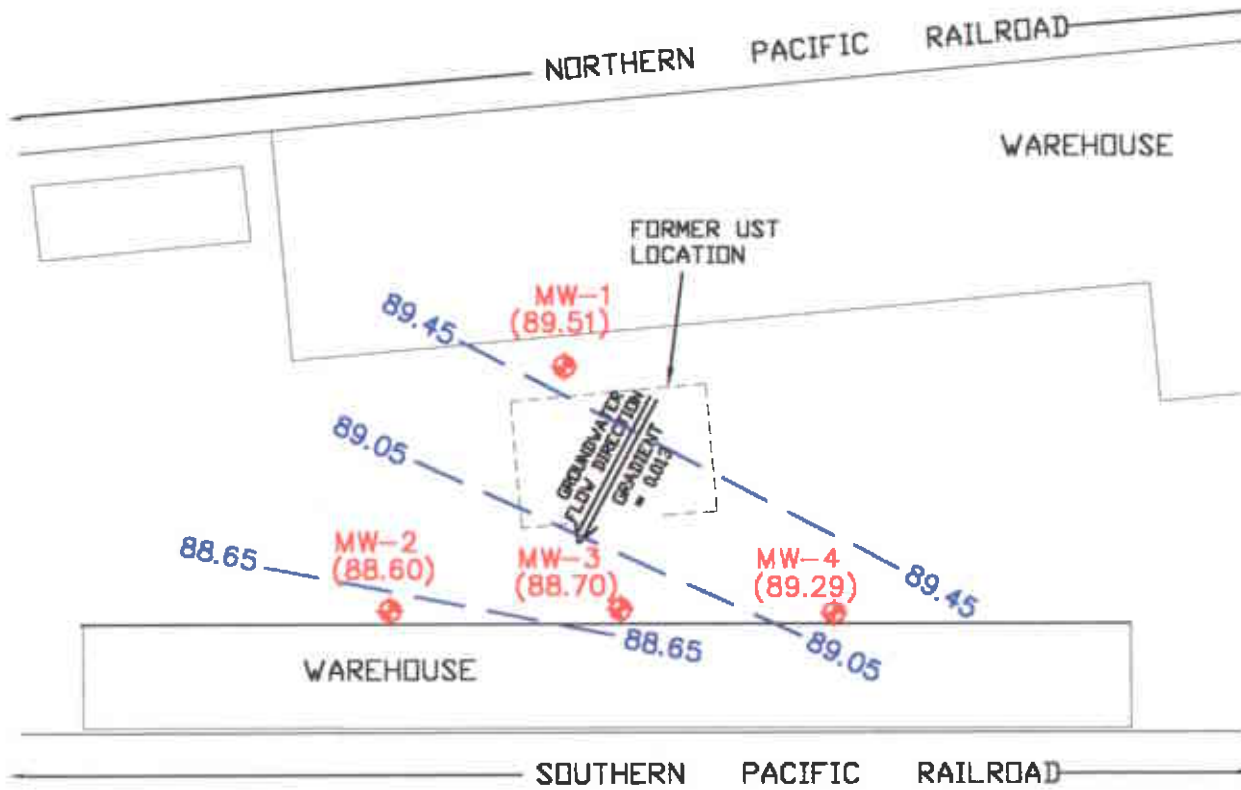 NORTHERN PACIFIC RAILROAD
WAREHOUSE
FORMER UST
LOCATION
MW-1
(89.51)
89.45
GROUNDWATER
FLOW DIRECTION
GRADIENT
= 0.013
89.05
88.65
MW-2
(88.60)
MW-3
(88.70)
MW-4
(89.29)
89.45
88.65
89.05
WAREHOUSE
SOUTHERN PACIFIC RAILROAD